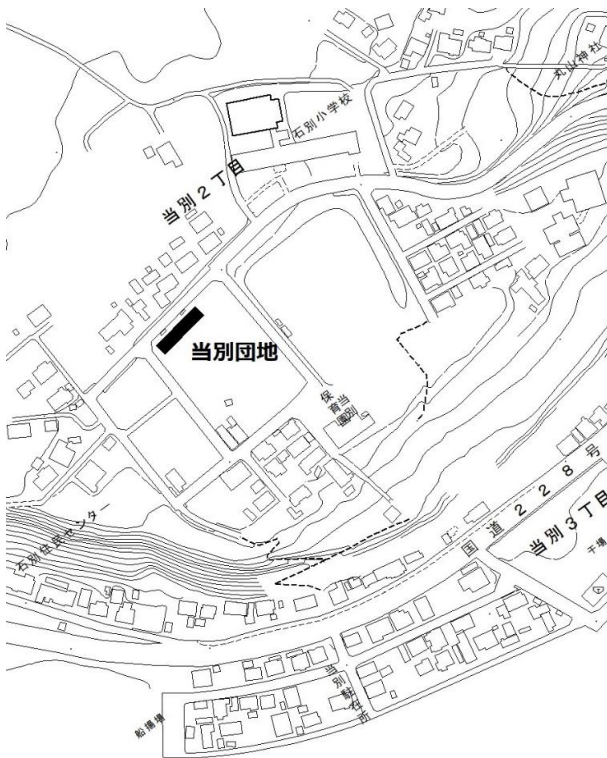 丸山神社
石別小学校
当別2丁目
当別団地
当別
保育園
国道228号
当別3丁目
干場
石別住民センター
当別駐在所
船揚場